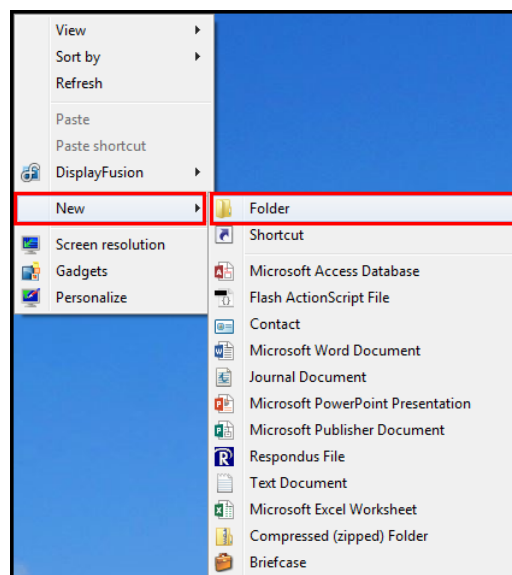 View
Sort by
Refresh
Paste
Paste shortcut
DisplayFusion
New
Screen resolution
Gadgets
Personalize
Folder
Shortcut
Microsoft Access Database
Flash ActionScript File
Contact
Microsoft Word Document
Journal Document
Microsoft PowerPoint Presentation
Microsoft Publisher Document
Respondus File
Text Document
Microsoft Excel Worksheet
Compressed (zipped) Folder
Briefcase